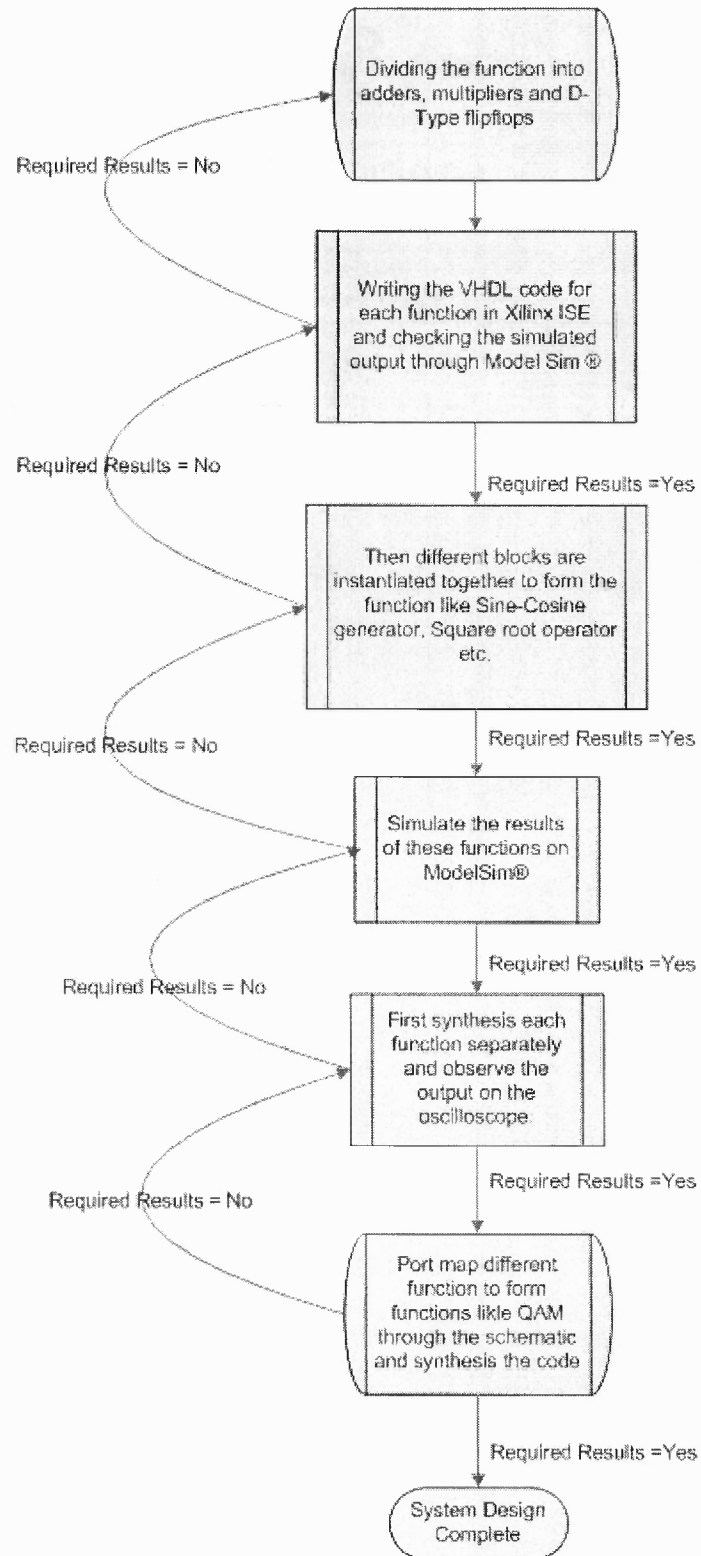 Dividing the function into
adders, multipliers and D-
Type flipflops
Required Results = No
Writing the VHDL code for
each function in Xilinx ISE
and checking the simulated
output through Model Sim ®
Required Results = No
Required Results =Yes
Then different blocks are
instantiated together to form the
function like Sine-Cosine
generator, Square root operator
etc.
Required Results = No
Required Results =Yes
Simulate the results
of these functions on
ModelSim®
Required Results =Yes
Required Results = No
First synthesis each
function separately
and observe the
output on the
oscilloscope.
Required Results =Yes
Required Results = No
Port map different
function to form
functions likle QAM
through the schematic
and synthesis the code
Required Results =Yes
System Design
Complete